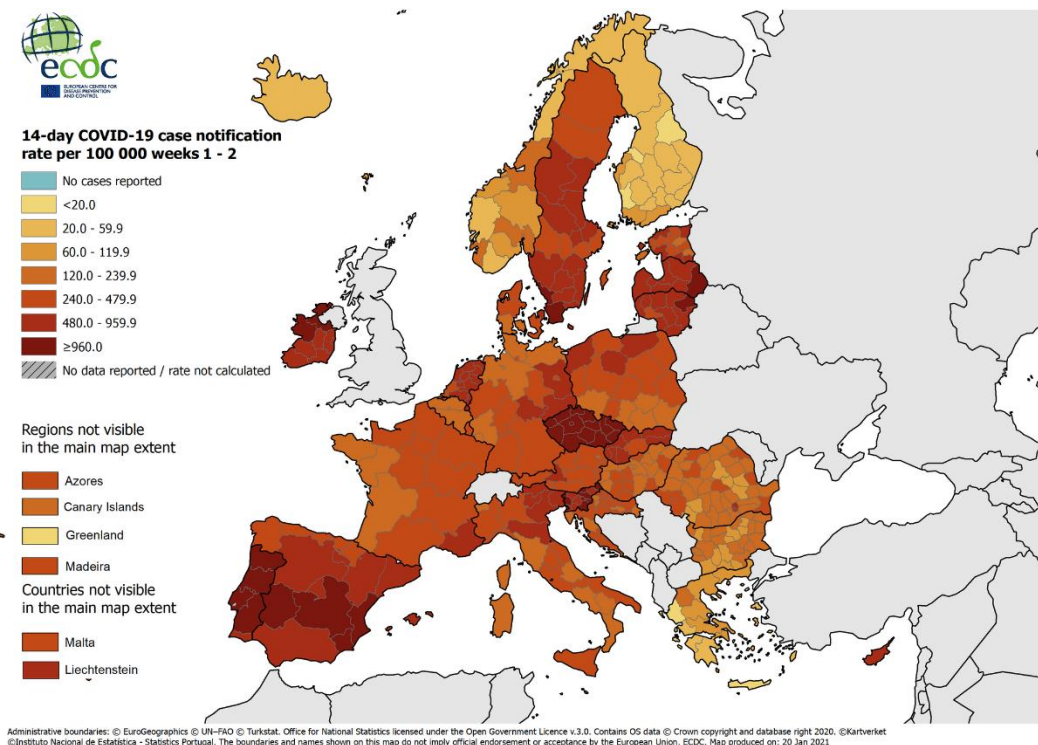 ecdc
EUROPEAN CENTRE FOR
DISEASE PREVENTION
AND CONTROL
14-day COVID-19 case notification
rate per 100 000 weeks 1 - 2
No cases reported
<20.0
20.0 - 59.9
60.0 - 119.9
120.0 - 239.9
240.0 - 479.9
480.0 - 959.9
≥960.0
No data reported / rate not calculated
Regions not visible
in the main map extent
Azores
Canary Islands
Greenland
Madeira
Countries not visible
in the main map extent
Malta
Liechtenstein
Administrative boundaries: © EuroGeographics © UN–FAO © Turkstat. Office for National Statistics licensed under the Open Government Licence v.3.0. Contains OS data © Crown copyright and database right 2020. ©Kartverket
©Instituto Nacional de Estatística - Statistics Portugal. The boundaries and names shown on this map do not imply official endorsement or acceptance by the European Union. ECDC. Map produced on: 20 Jan 2021